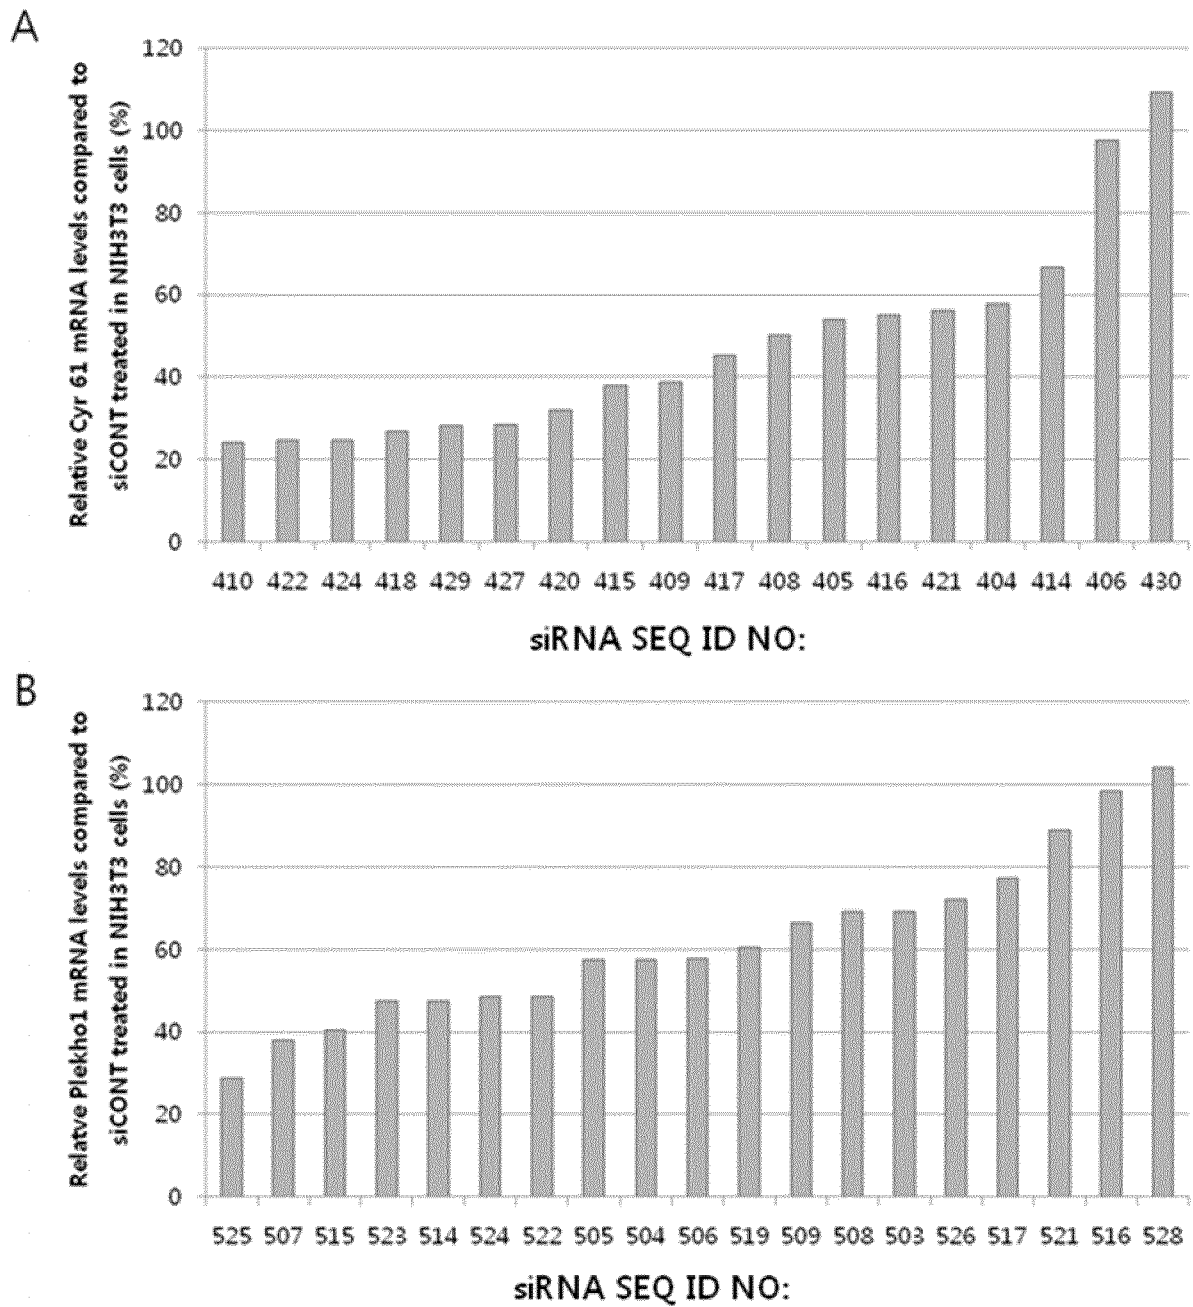 A
Relative Cyr 61 mRNA levels compared to
siCONT treated in NIH3T3 cells (%)
120
100
80
60
40
20
0
410 422 424 418 429 427 420 415 409 417 408 405 416 421 404 414 406 430
siRNA SEQ ID NO:
B
Relatve Plekho1 mRNA levels compared to
siCONT treated in NIH3T3 cells (%)
120
100
80
60
40
20
0
525 507 515 523 514 524 522 505 504 506 519 509 508 503 526 517 521 516 528
siRNA SEQ ID NO: